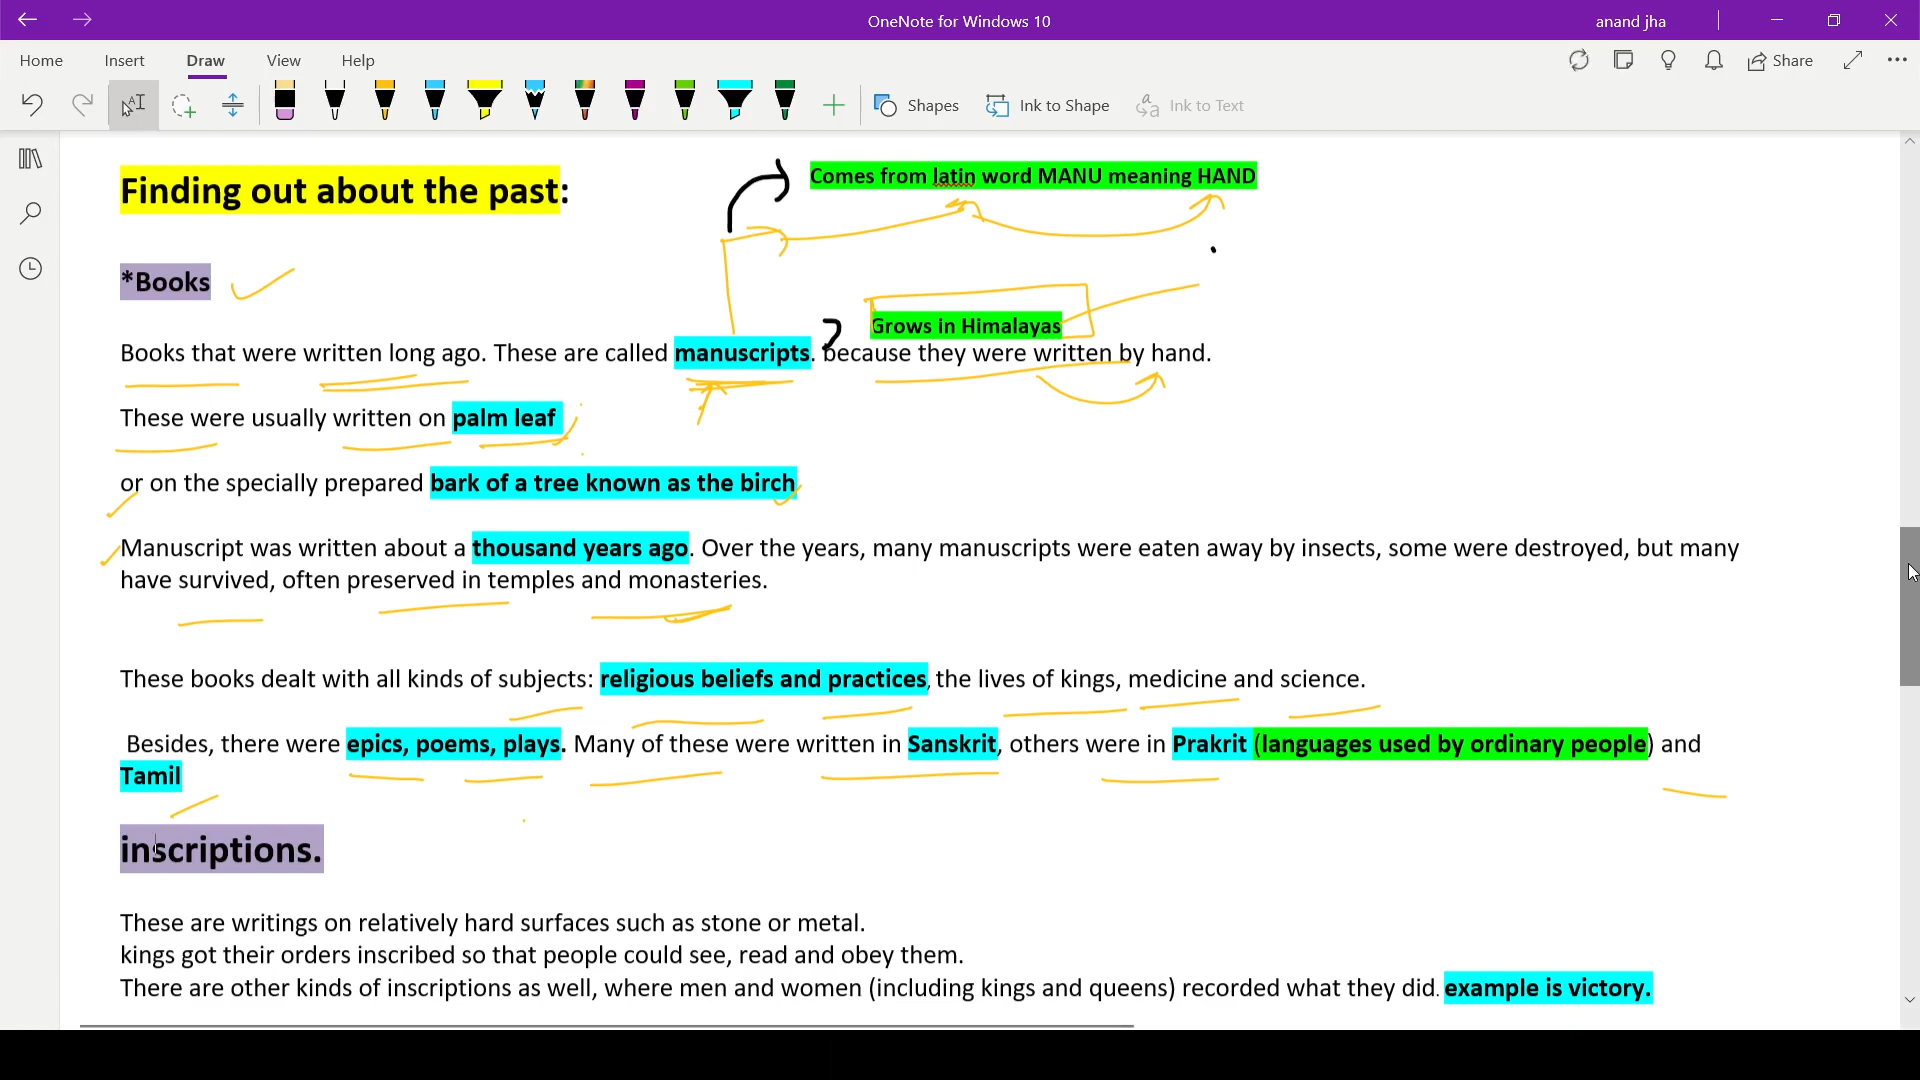 OneNote for Windows 10
anand jha
Home
Insert
Draw
View
Help
Share
Shapes
Ink to Shape
Ink to Text
Comes from latin word MANU meaning HAND
Finding out about the past:
*Books
Grows in Himalayas
Books that were written long ago. These are called manuscripts. because they were written by hand.
These were usually written on palm leaf
or on the specially prepared bark of a tree known as the birch
Manuscript was written about a thousand years ago. Over the years, many manuscripts were eaten away by insects, some were destroyed, but many
have survived, often preserved in temples and monasteries.
These books dealt with all kinds of subjects: religious beliefs and practices, the lives of kings, medicine and science.
Besides, there were epics, poems, plays. Many of these were written in Sanskrit, others were in Prakrit (languages used by ordinary people) and
Tamil
inscriptions.
These are writings on relatively hard surfaces such as stone or metal.
kings got their orders inscribed so that people could see, read and obey them.
There are other kinds of inscriptions as well, where men and women (including kings and queens) recorded what they did. example is victory.